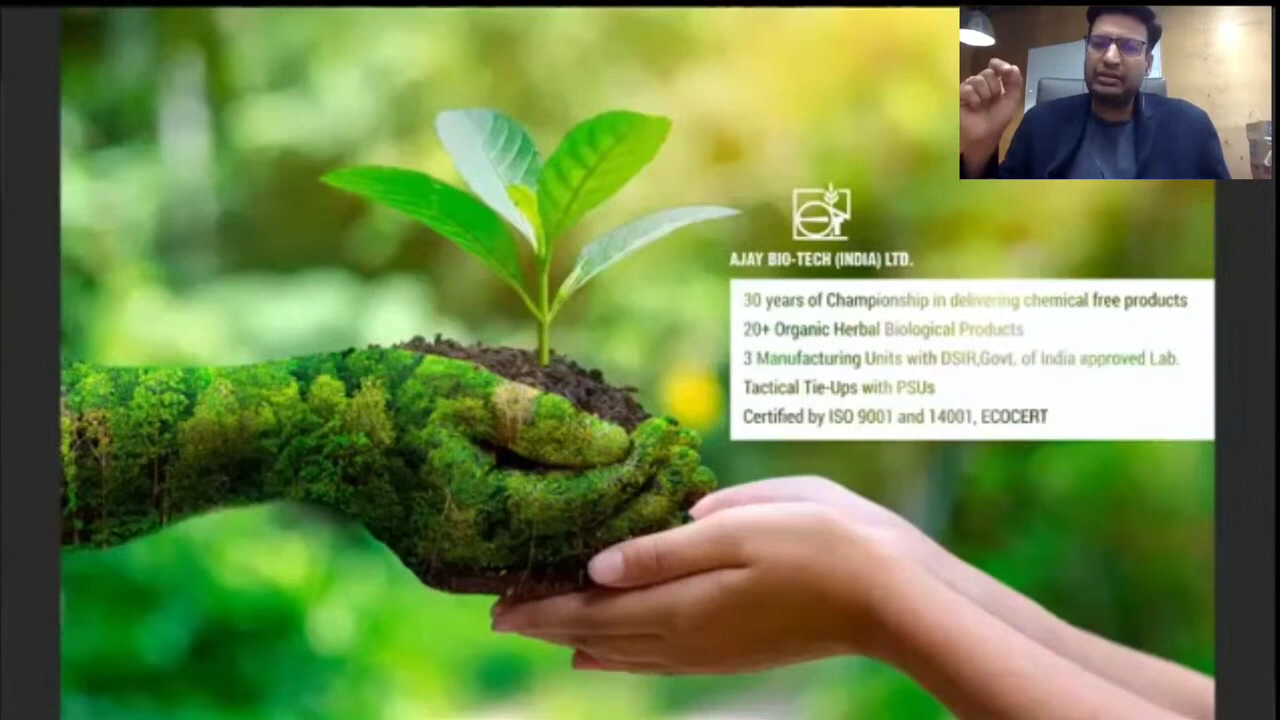 AJAY BIO-TECH (INDIA) LTD.
30 years of Championship in delivering chemical free products
20+ Organic Herbal Biological Products
3 Manufacturing Units with DSIR,Govt. of India approved Lab.
Tactical Tie-Ups with PSUs
Certified by ISO 9001 and 14001, ECOCERT